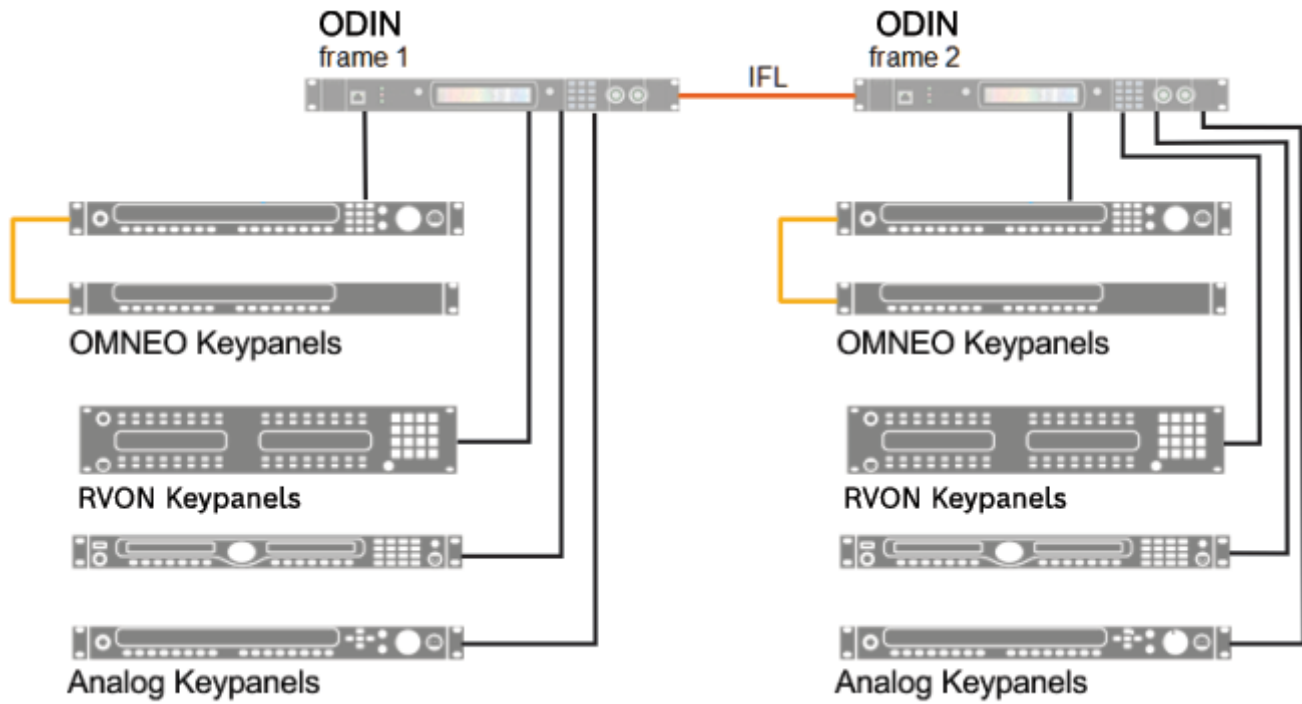 ODIN
frame 1
ODIN
frame 2
IFL
OMNEO Keypanels
OMNEO Keypanels
RVON Keypanels
RVON Keypanels
Analog Keypanels
Analog Keypanels